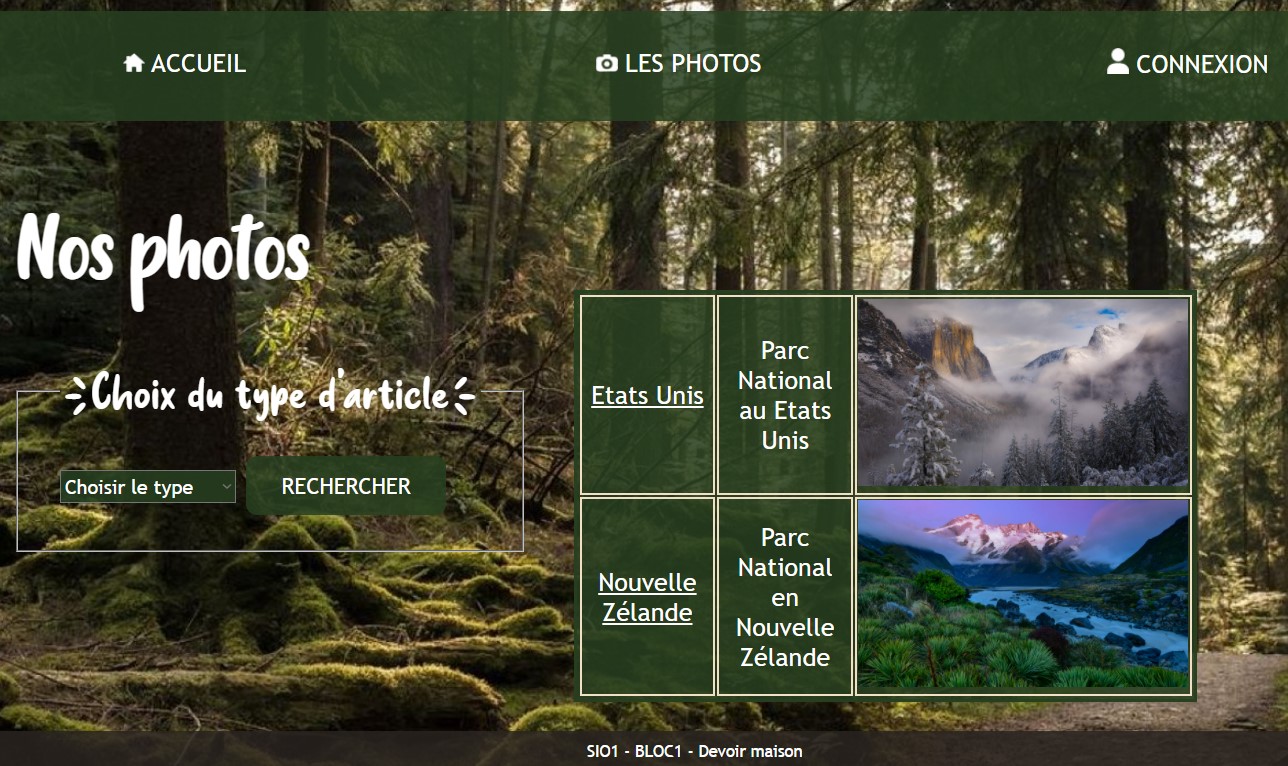 ACCUEIL
LES PHOTOS
CONNEXION
Nos photos
Choix du type d'article
Choisir le type
RECHERCHER
Etats Unis
Parc
National
au Etats
Unis
Nouvelle
Zélande
Parc
National
en
Nouvelle
Zélande
SIO1 - BLOC1 - Devoir maison